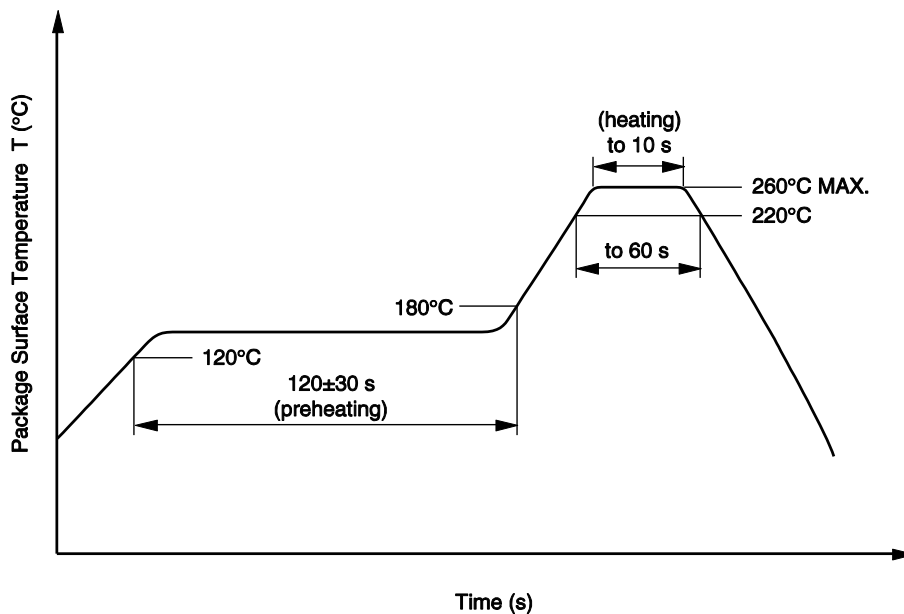 Package Surface Temperature T (°C)
(heating)
to 10 s
260°C MAX.
220°C
to 60 s
180°C
120°C
120±30 s
(preheating)
Time (s)